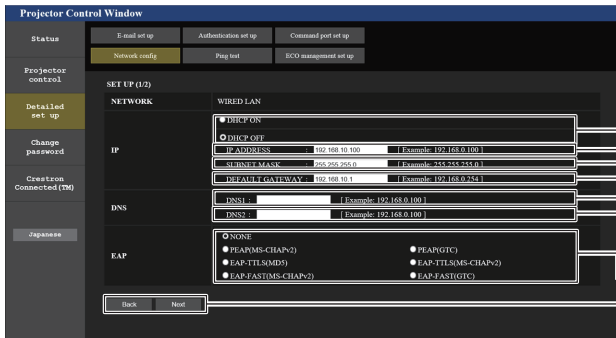 Projector Control Window
Status
Projector
control
Detailed
set up
Change
password
Crestron
Connected(TM)
Japanese
E-mail set up Authentication set up Command port set up
Network config Ping test ECO management set up
SET UP (1/2)
NETWORK WIRED LAN
IP
DHCP ON
DHCP OFF
IP ADDRESS : 192.168.10.100 [ Example: 192.168.0.100 ]
SUBNET MASK : 255.255.255.0 [ Example: 255.255.255.0 ]
DEFAULT GATEWAY : 192.168.10.1 [ Example: 192.168.0.254 ]
DNS
DNS1 : [ Example: 192.168.0.100 ]
DNS2 : [ Example: 192.168.0.100 ]
EAP
NONE
PEAP(MS-CHAPv2) PEAP(GTC)
EAP-TTLS(MD5) EAP-TTLS(MS-CHAPv2)
EAP-FAST(MS-CHAPv2) EAP-FAST(GTC)
Back Next